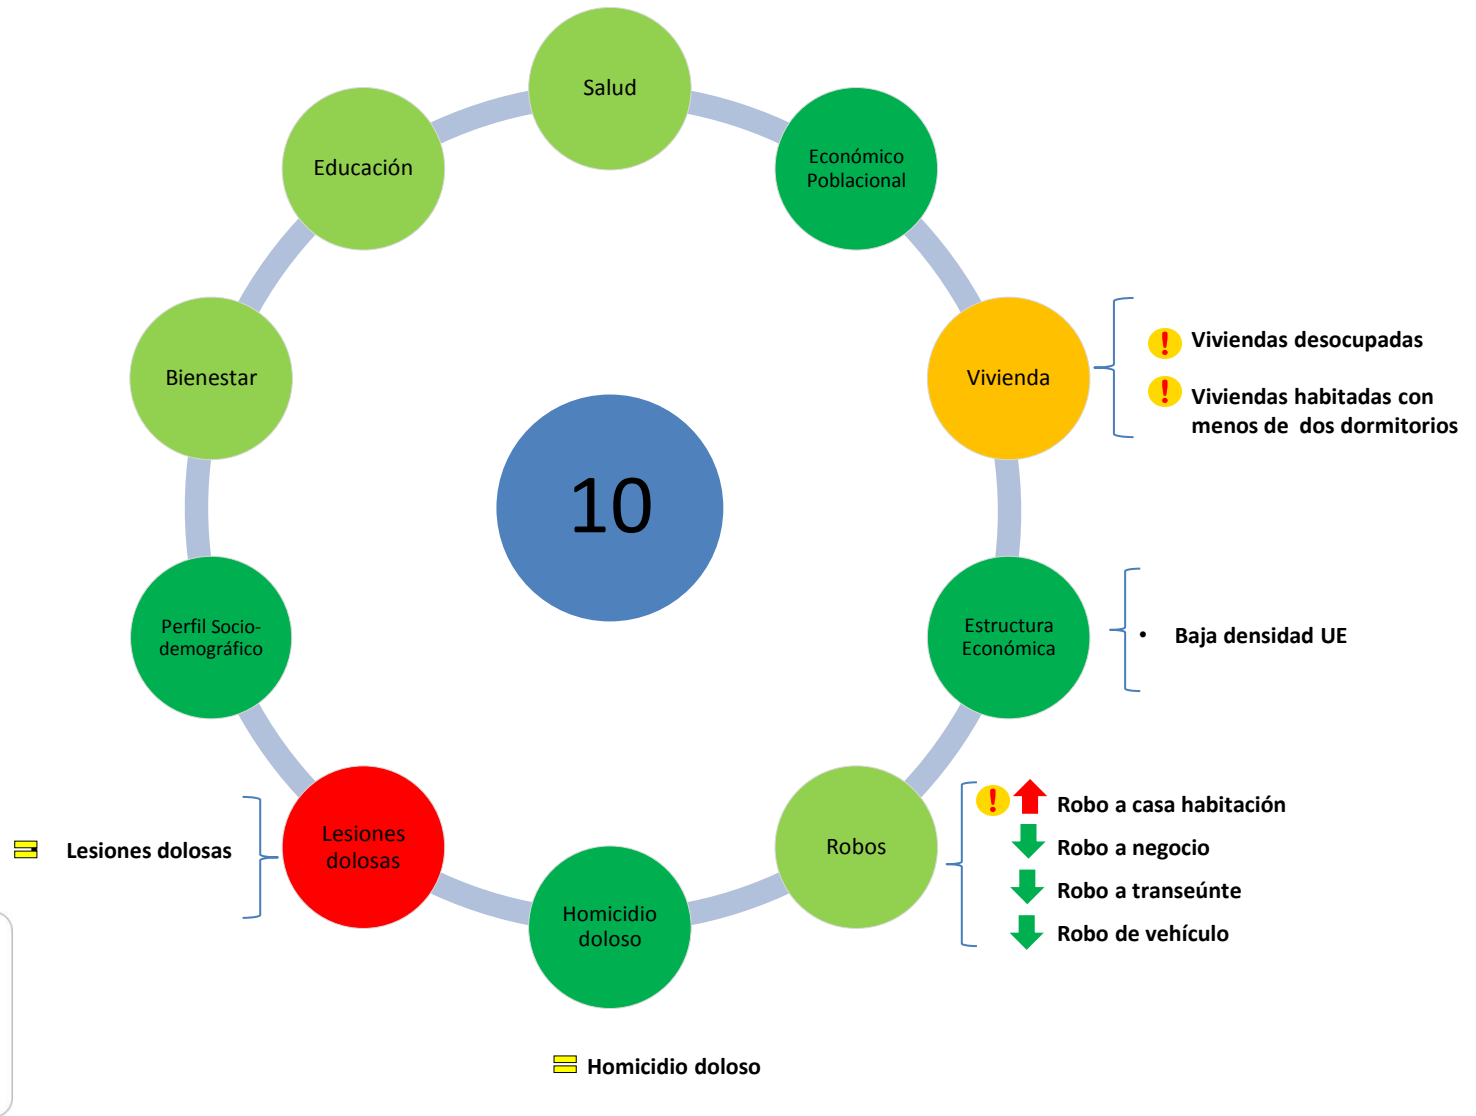 Salud
Educación
Económico
Poblacional
Bienestar
Vivienda
! Viviendas desocupadas
! Viviendas habitadas con
menos de dos dormitorios
10
Perfil Socio-
demográfico
Estructura
Económica
• Baja densidad UE
Lesiones
dolosas
= Lesiones dolosas
Homicidio
doloso
Robos
! Robo a casa habitación
Robo a negocio
Robo a transeúnte
Robo de vehículo
= Homicidio doloso